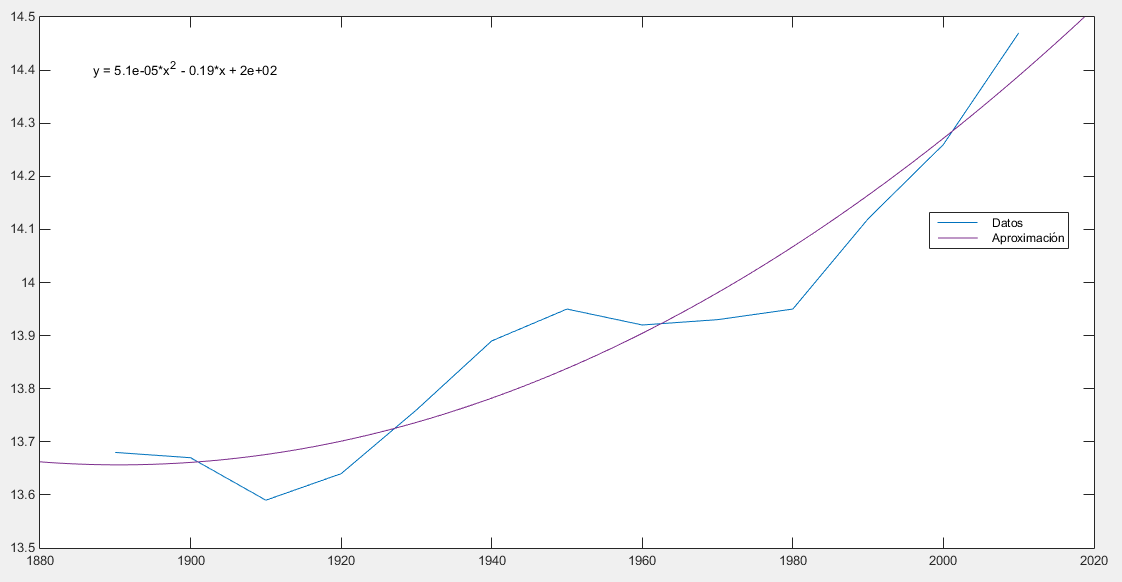 14.5
14.4
14.3
14.2
14.1
14
13.9
13.8
13.7
13.6
13.5
y = 5.1e-05*x² - 0.19*x + 2e+02
Datos
Aproximación
1880 1900 1920 1940 1960 1980 2000 2020